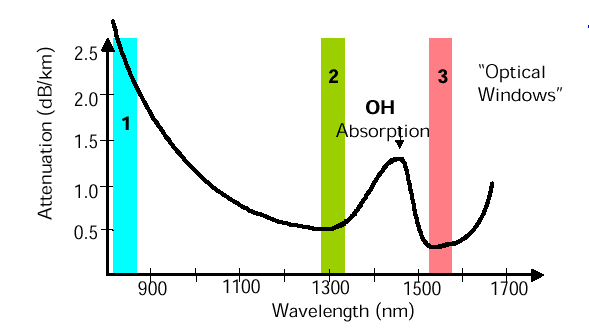 Attenuation (dB/km)
2.5
2.0
1.5
1.0
0.5
1
2
3
OH
Absorption
“Optical
Windows”
900
1100
1300
1500
1700
Wavelength (nm)